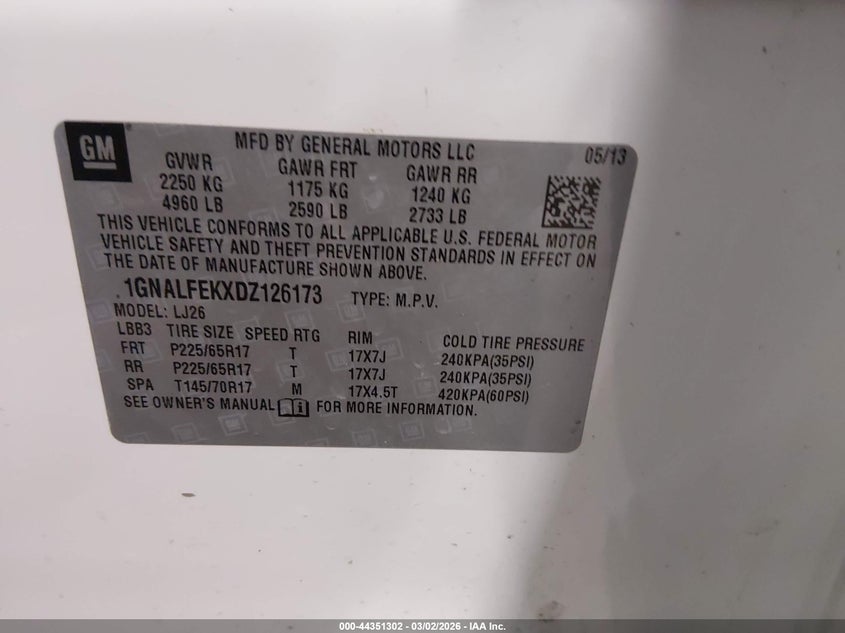 GM
MFD BY GENERAL MOTORS LLC 05/13
GVWR GAWR FRT GAWR RR
2250 KG 1175 KG 1240 KG
4960 LB 2590 LB 2733 LB
THIS VEHICLE CONFORMS TO ALL APPLICABLE U.S. FEDERAL MOTOR
VEHICLE SAFETY AND THEFT PREVENTION STANDARDS IN EFFECT ON
THE DATE OF MANUFACTURE SHOWN ABOVE.
1GNALFEKXDZ126173 TYPE: M.P.V.
MODEL: LJ26
LBB3 TIRE SIZE SPEED RTG RIM COLD TIRE PRESSURE
FRT P225/65R17 T 17X7J 240KPA(35PSI)
RR P225/65R17 T 17X7J 240KPA(35PSI)
SPA T145/70R17 M 17X4.5T 420KPA(60PSI)
SEE OWNER'S MANUAL FOR MORE INFORMATION.
000-44351302 - 03/02/2026 - IAA Inc.